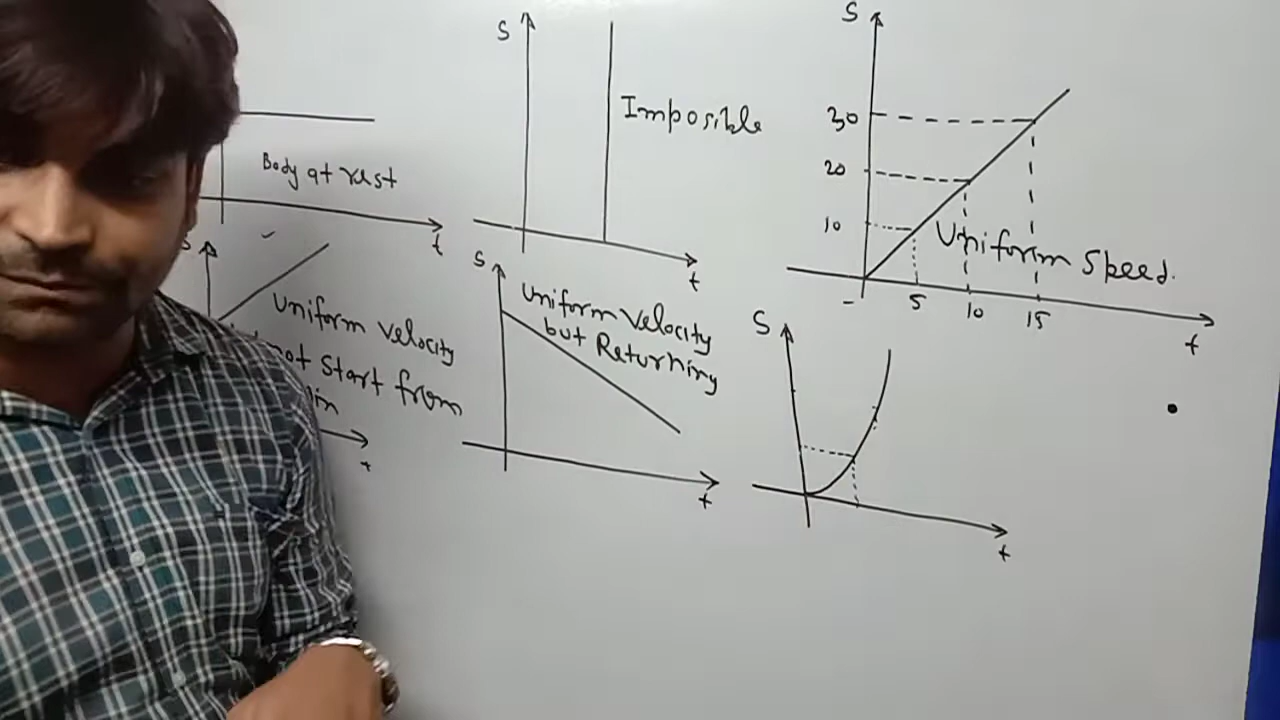 Body at rest
t
S
Imposible
t
S
30
20
10
5
10
15
Uniform Speed.
t
S
Uniform Velocity
not Start from
t
S
Uniform Velocity
but Returning
t
S
t